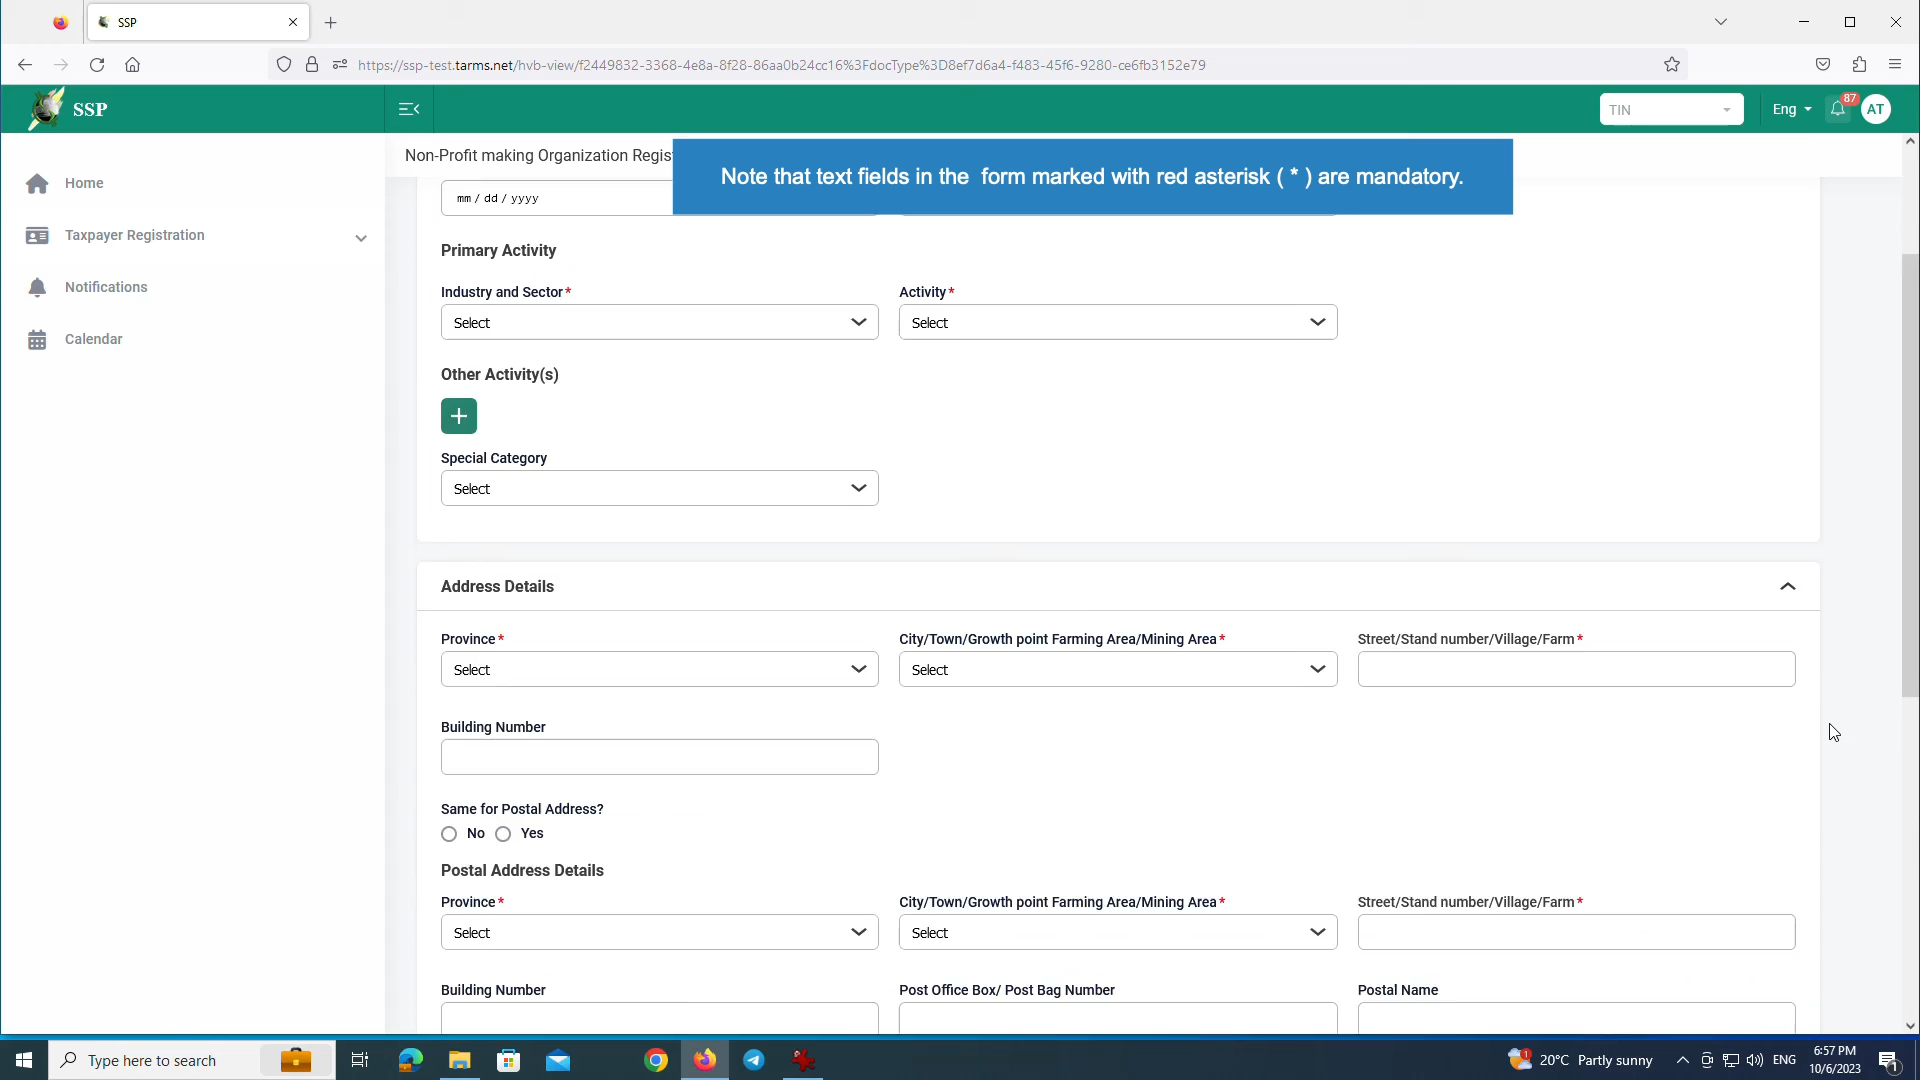 SSP
https://ssp-test.tarms.net/hvb-view/f2449832-3368-4e8a-8f28-86aa0b24cc16%3FdocType%3D8ef7d6a4-f483-45f6-9280-ce6fb3152e79
SSP
TIN
Eng
87
AT
Home
Taxpayer Registration
Notifications
Calendar
Non-Profit making Organization Regis
Note that text fields in the form marked with red asterisk ( * ) are mandatory.
mm / dd / yyyy
Primary Activity
Industry and Sector* Activity*
Select Select
Other Activity(s)
+
Special Category
Select
Address Details
Province* City/Town/Growth point Farming Area/Mining Area* Street/Stand number/Village/Farm*
Select Select
Building Number
Same for Postal Address?
No Yes
Postal Address Details
Province* City/Town/Growth point Farming Area/Mining Area* Street/Stand number/Village/Farm*
Select Select
Building Number Post Office Box/ Post Bag Number Postal Name
Type here to search
1
20°C Partly sunny
ENG
6:57 PM
10/6/2023
1